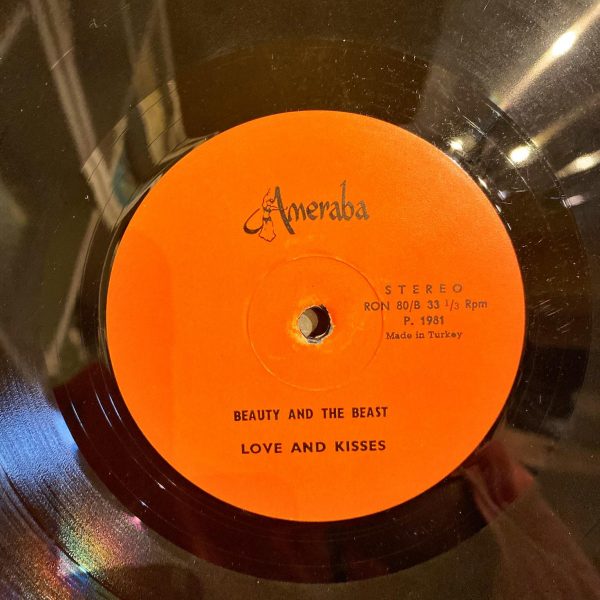 Ameraba
STEREO
RON 80/B 33 1/3 Rpm
P. 1981
Made in Turkey
BEAUTY AND THE BEAST
LOVE AND KISSES